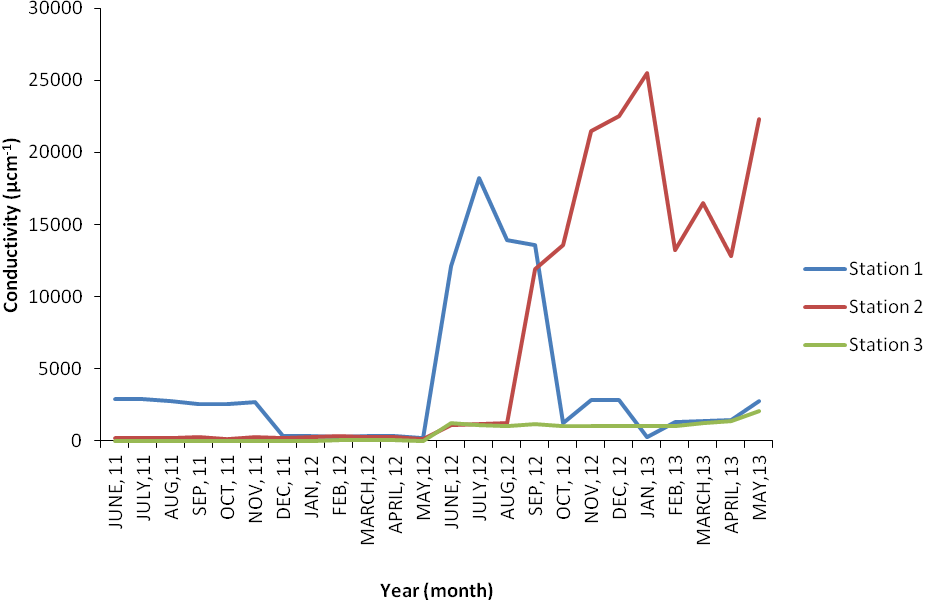 30000
25000
20000
15000
10000
5000
0
Conductivity (µcm⁻¹)
JUNE, 11
JULY,11
AUG,11
SEP, 11
OCT, 11
NOV, 11
DEC, 11
JAN, 12
FEB, 12
MARCH,12
APRIL, 12
MAY,12
JUNE, 12
JULY, 12
AUG,12
SEP, 12
OCT, 12
NOV, 12
DEC, 12
JAN, 13
FEB, 13
MARCH,13
APRIL, 13
MAY,13
Year (month)
Station 1
Station 2
Station 3